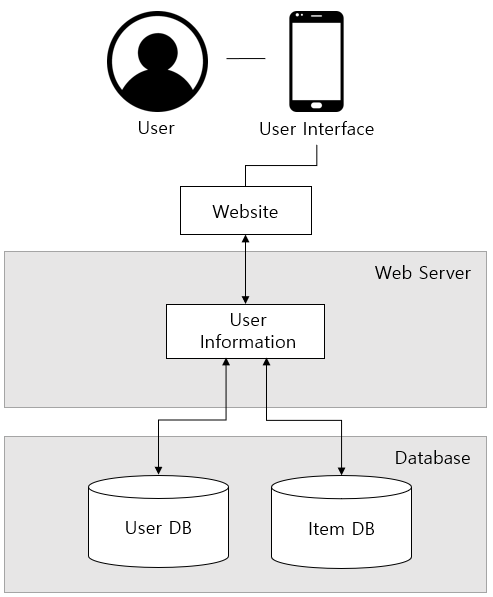 User
User Interface
Website
Web Server
User
Information
Database
User DB
Item DB